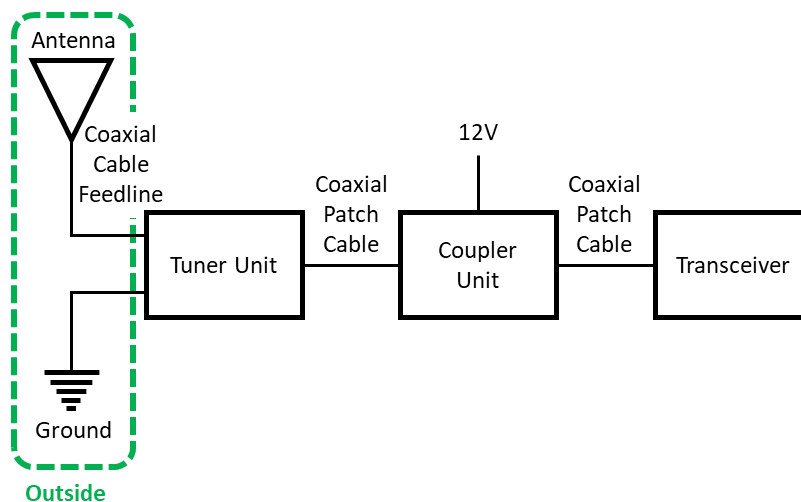 Antenna
Coaxial
Cable
Feedline
12V
Coaxial
Patch
Cable
Coaxial
Patch
Cable
Tuner Unit
Coupler
Unit
Transceiver
Ground
Outside